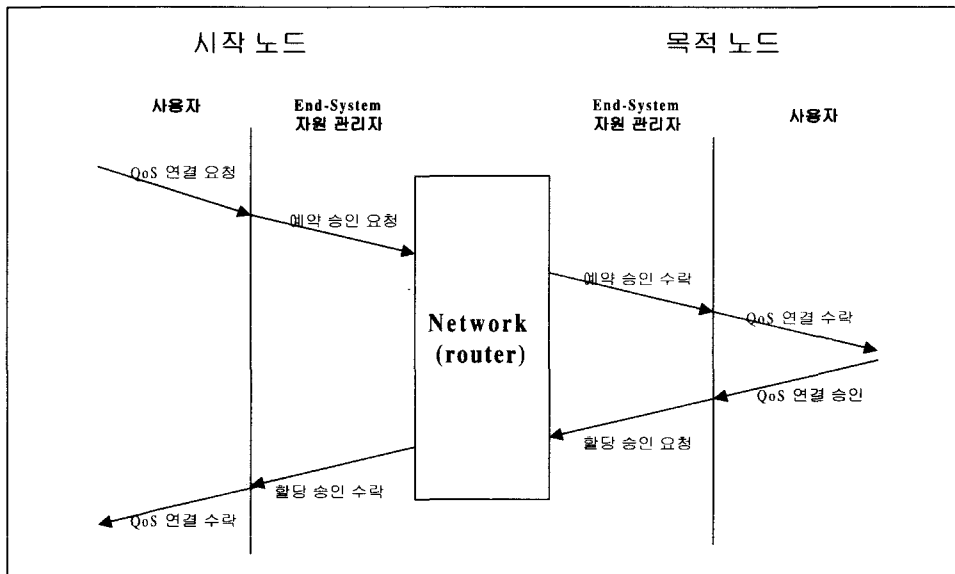 시작 노드
목적 노드
사용자
End-System
자원 관리자
End-System
자원 관리자
사용자
QoS 연결 요청
예약 승인 요청
예약 승인 수락
QoS 연결 수락
Network
(router)
QoS 연결 승인
할당 승인 요청
할당 승인 수락
QoS 연결 수락